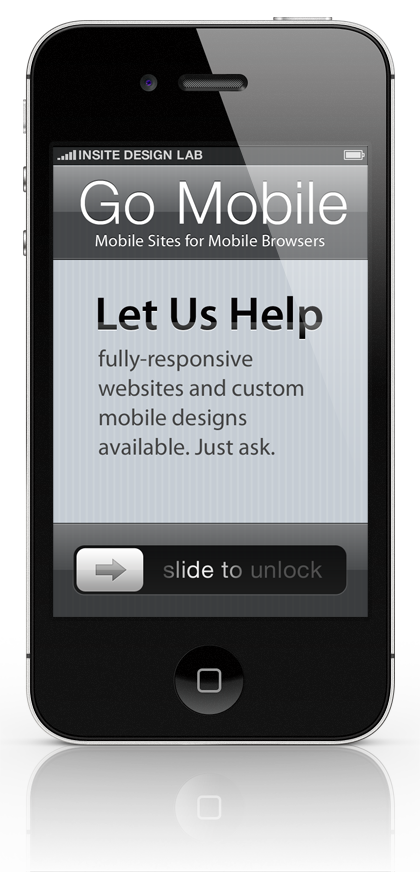 INSITE DESIGN LAB
Go Mobile
Mobile Sites for Mobile Browsers
Let Us Help
fully-responsive
websites and custom
mobile designs
available. Just ask.
slide to unlock